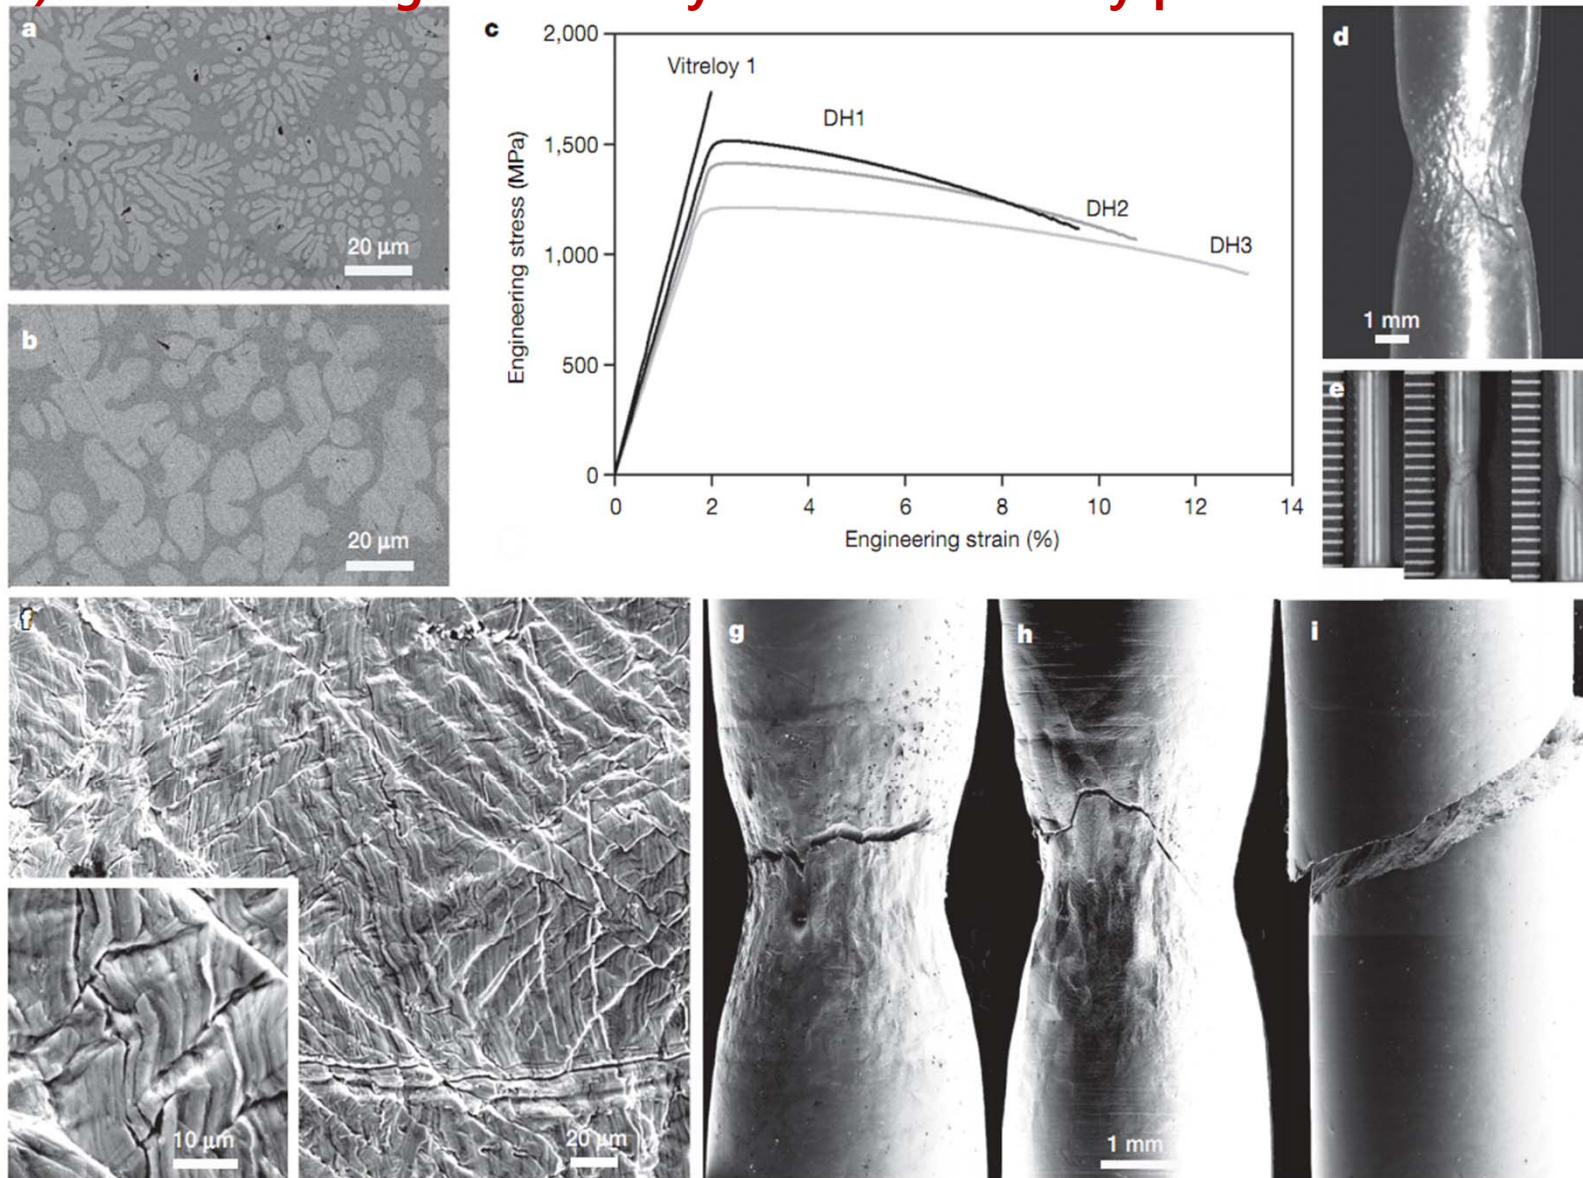 a
20 µm
b
20 µm
c
2,000
1,500
1,000
500
0
Engineering stress (MPa)
Vitreloy 1
DH1
DH2
DH3
0 2 4 6 8 10 12 14
Engineering strain (%)
d
1 mm
e
f
10 µm
20 µm
g
h
1 mm
i